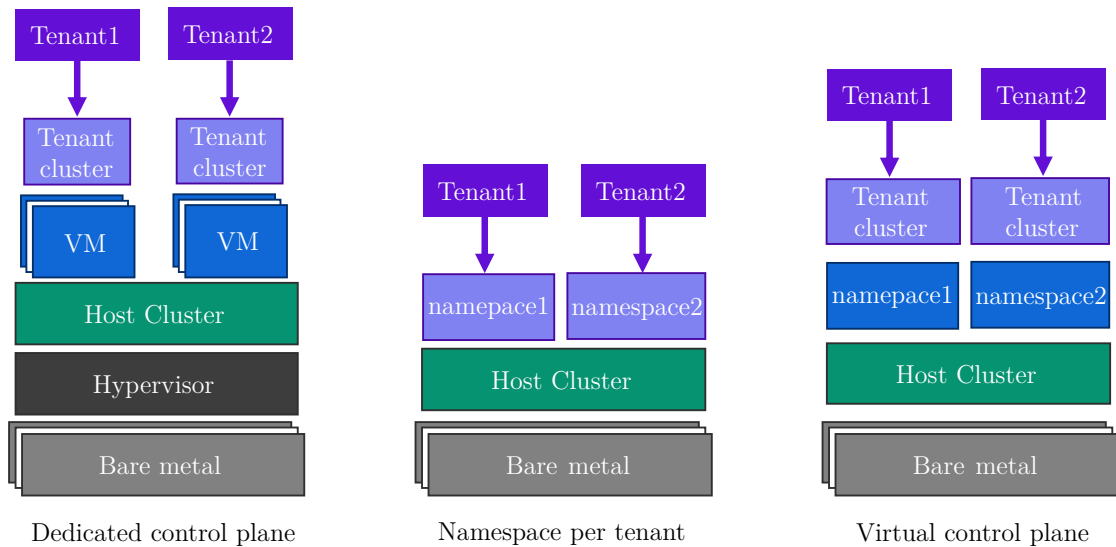 Tenant1
Tenant2
Tenant
cluster
Tenant
cluster
VM
VM
Host Cluster
Hypervisor
Bare metal
Dedicated control plane
Tenant1
Tenant2
namepace1
namespace2
Host Cluster
Bare metal
Namespace per tenant
Tenant1
Tenant2
Tenant
cluster
Tenant
cluster
namepace1
namespace2
Host Cluster
Bare metal
Virtual control plane